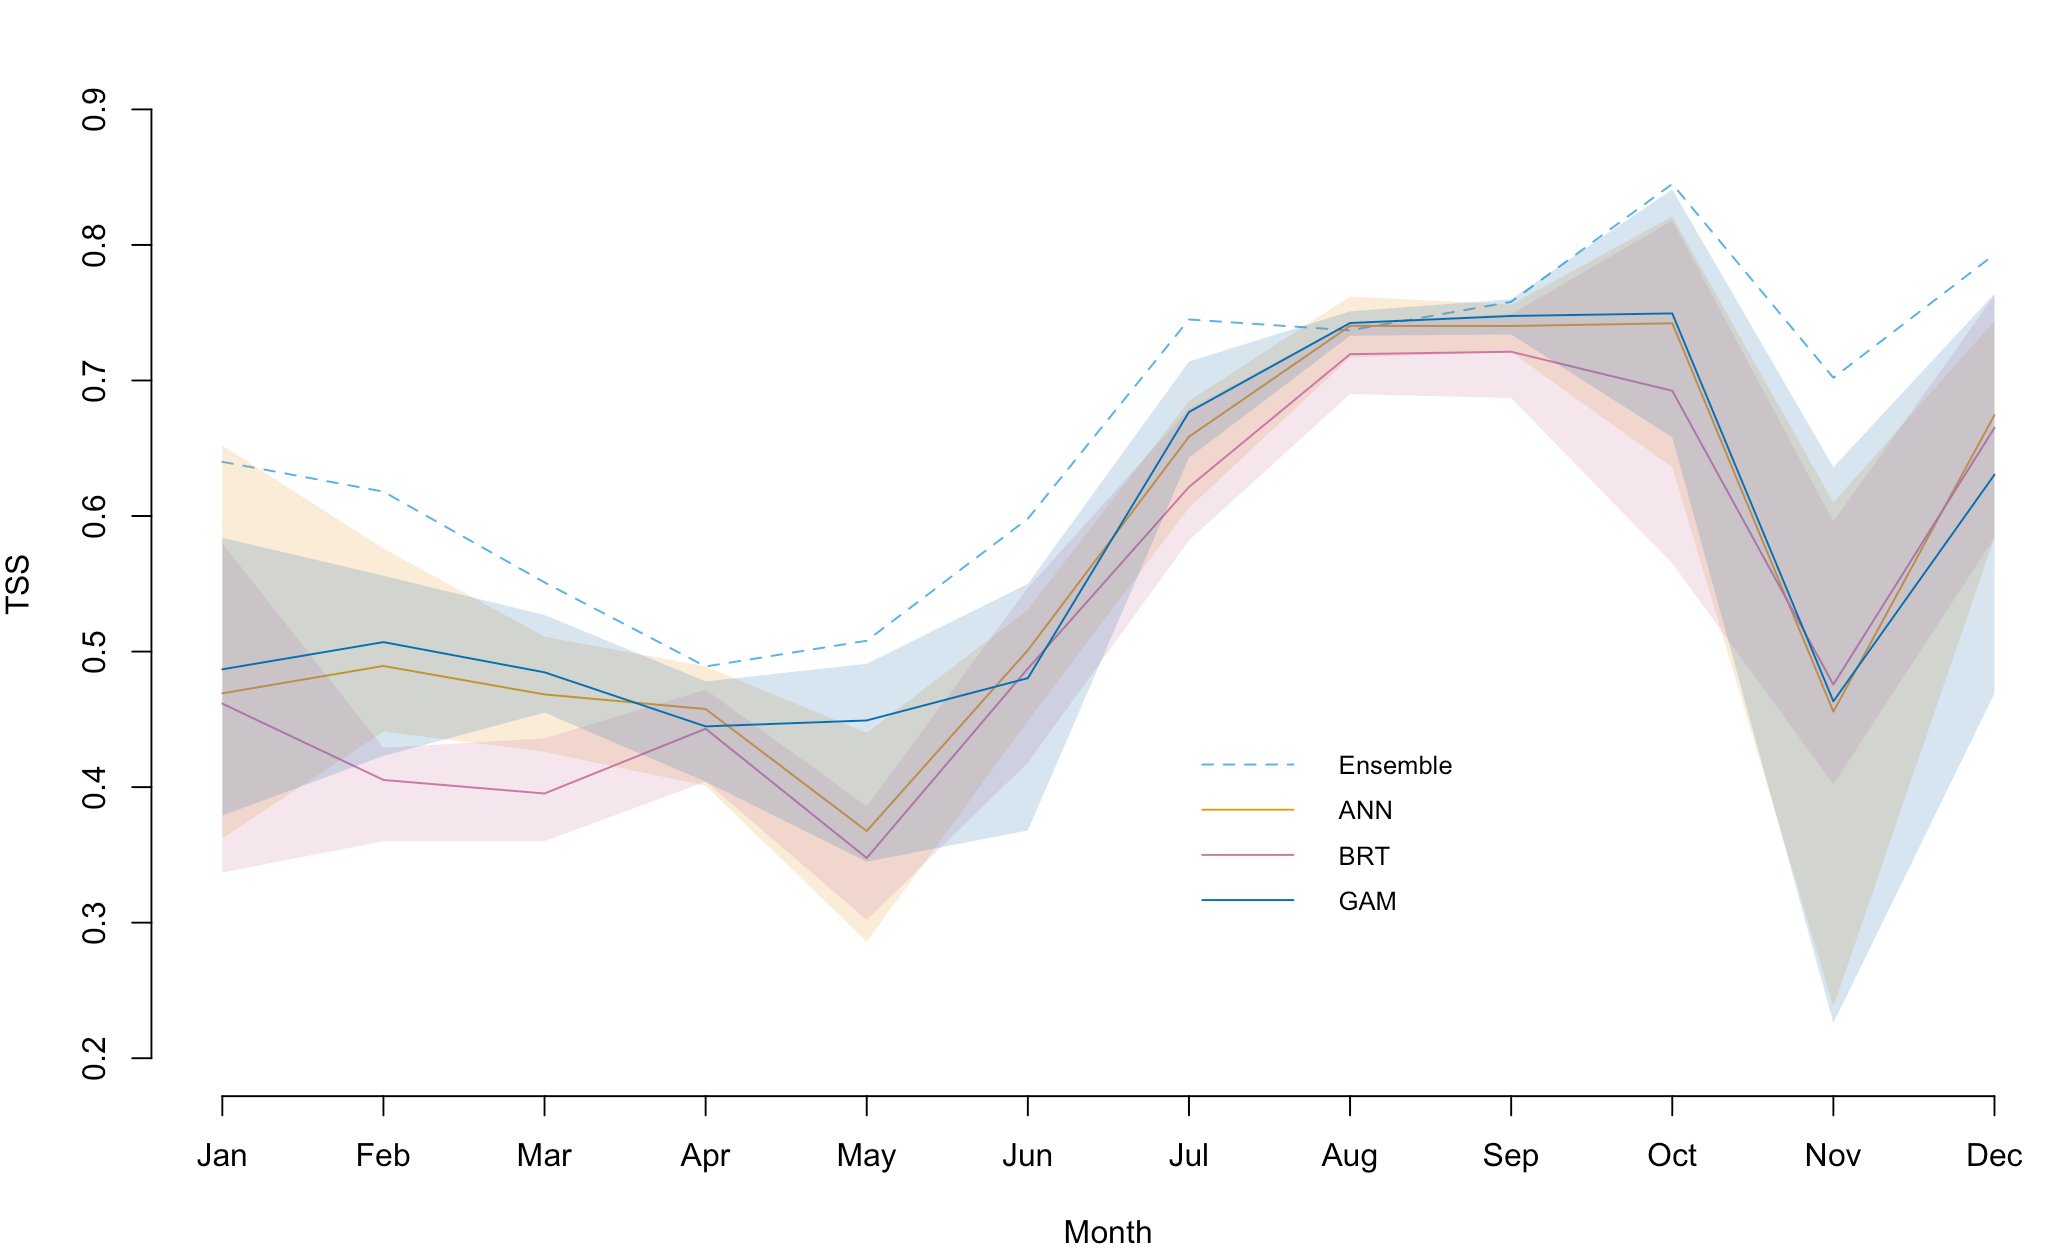 TSS
0.9
0.8
0.7
0.6
0.5
0.4
0.3
0.2
Ensemble
ANN
BRT
GAM
Jan Feb Mar Apr May Jun Jul Aug Sep Oct Nov Dec
Month